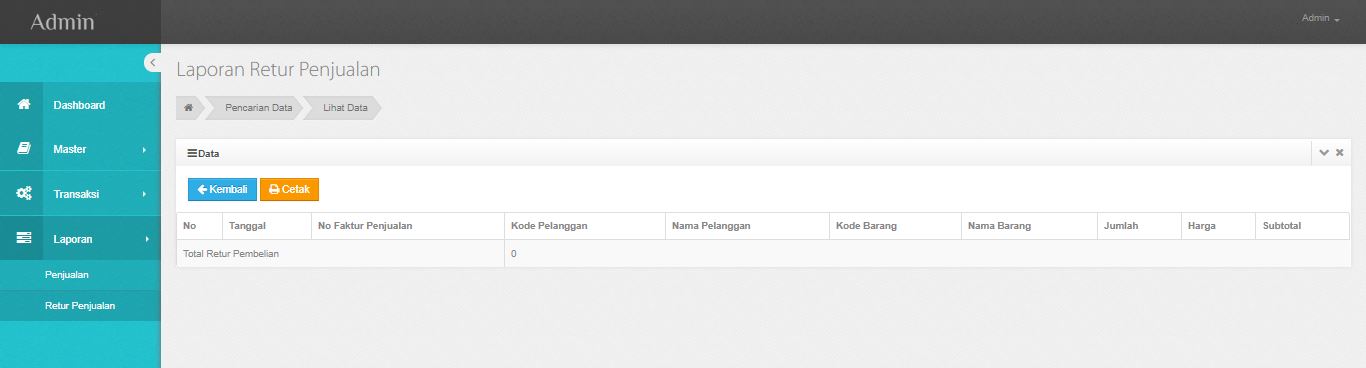 Admin
Admin
Laporan Retur Penjualan
Pencarian Data
Lihat Data
Dashboard
Master
Transaksi
Laporan
Penjualan
Retur Penjualan
Data
Kembali
Cetak
No Tanggal No Faktur Penjualan Kode Pelanggan Nama Pelanggan Kode Barang Nama Barang Jumlah Harga Subtotal
Total Retur Pembelian 0